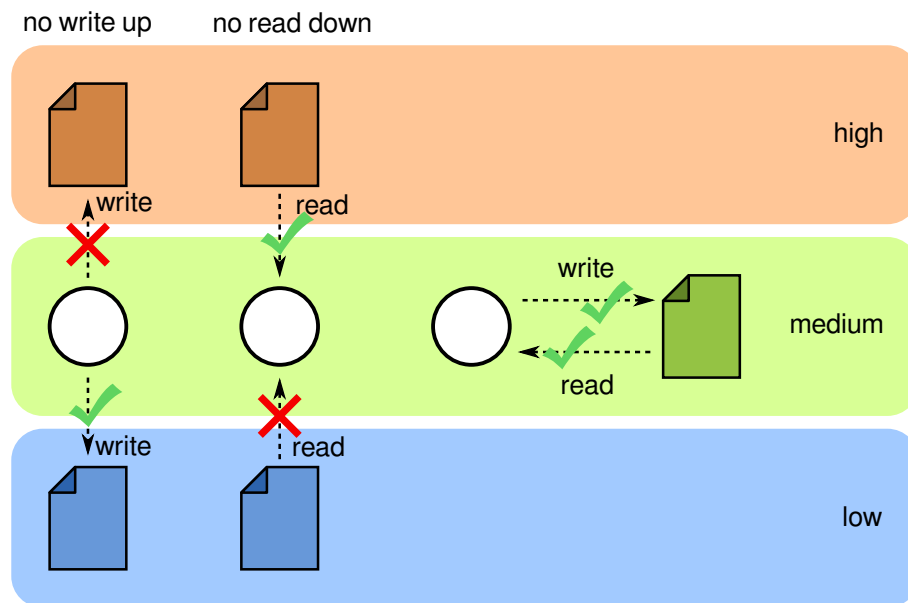 no write up
no read down
high
write
read
write
medium
read
write
read
low